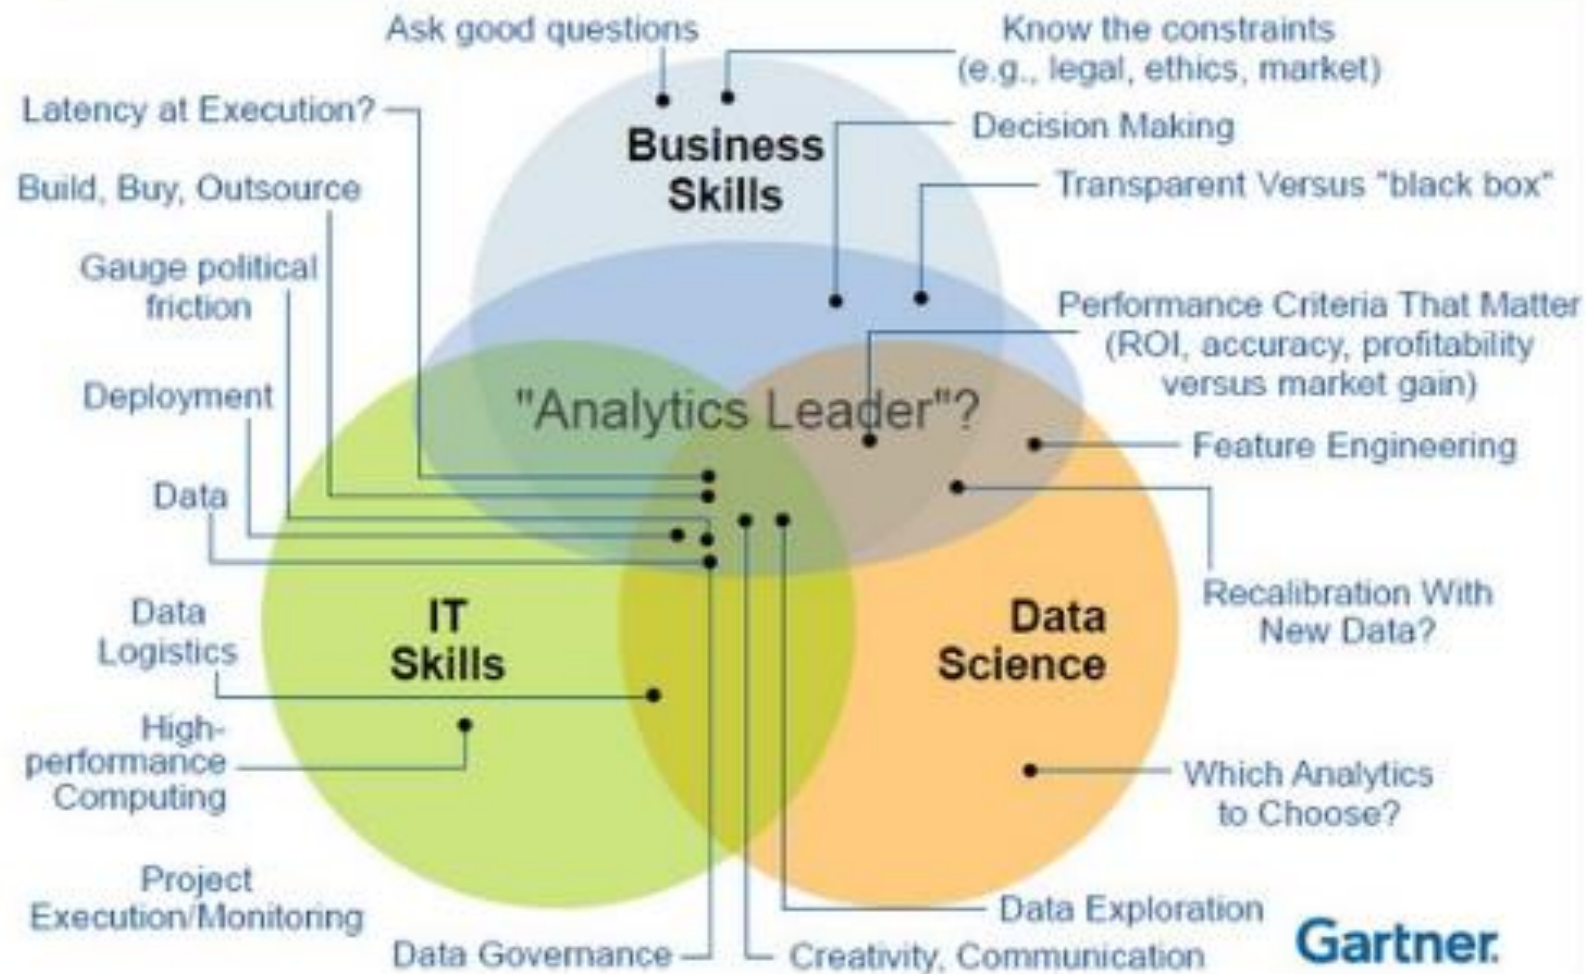 Ask good questions
Know the constraints
(e.g., legal, ethics, market)
Latency at Execution?
Decision Making
Business
Skills
Build, Buy, Outsource
Transparent Versus "black box"
Gauge political
friction
Performance Criteria That Matter
(ROI, accuracy, profitability
versus market gain)
Deployment
"Analytics Leader"?
Feature Engineering
Data
Recalibration With
New Data?
Data
Logistics
IT
Skills
Data
Science
High-
performance
Computing
Which Analytics
to Choose?
Project
Execution/Monitoring
Data Governance
Creativity, Communication
Data Exploration
Gartner.